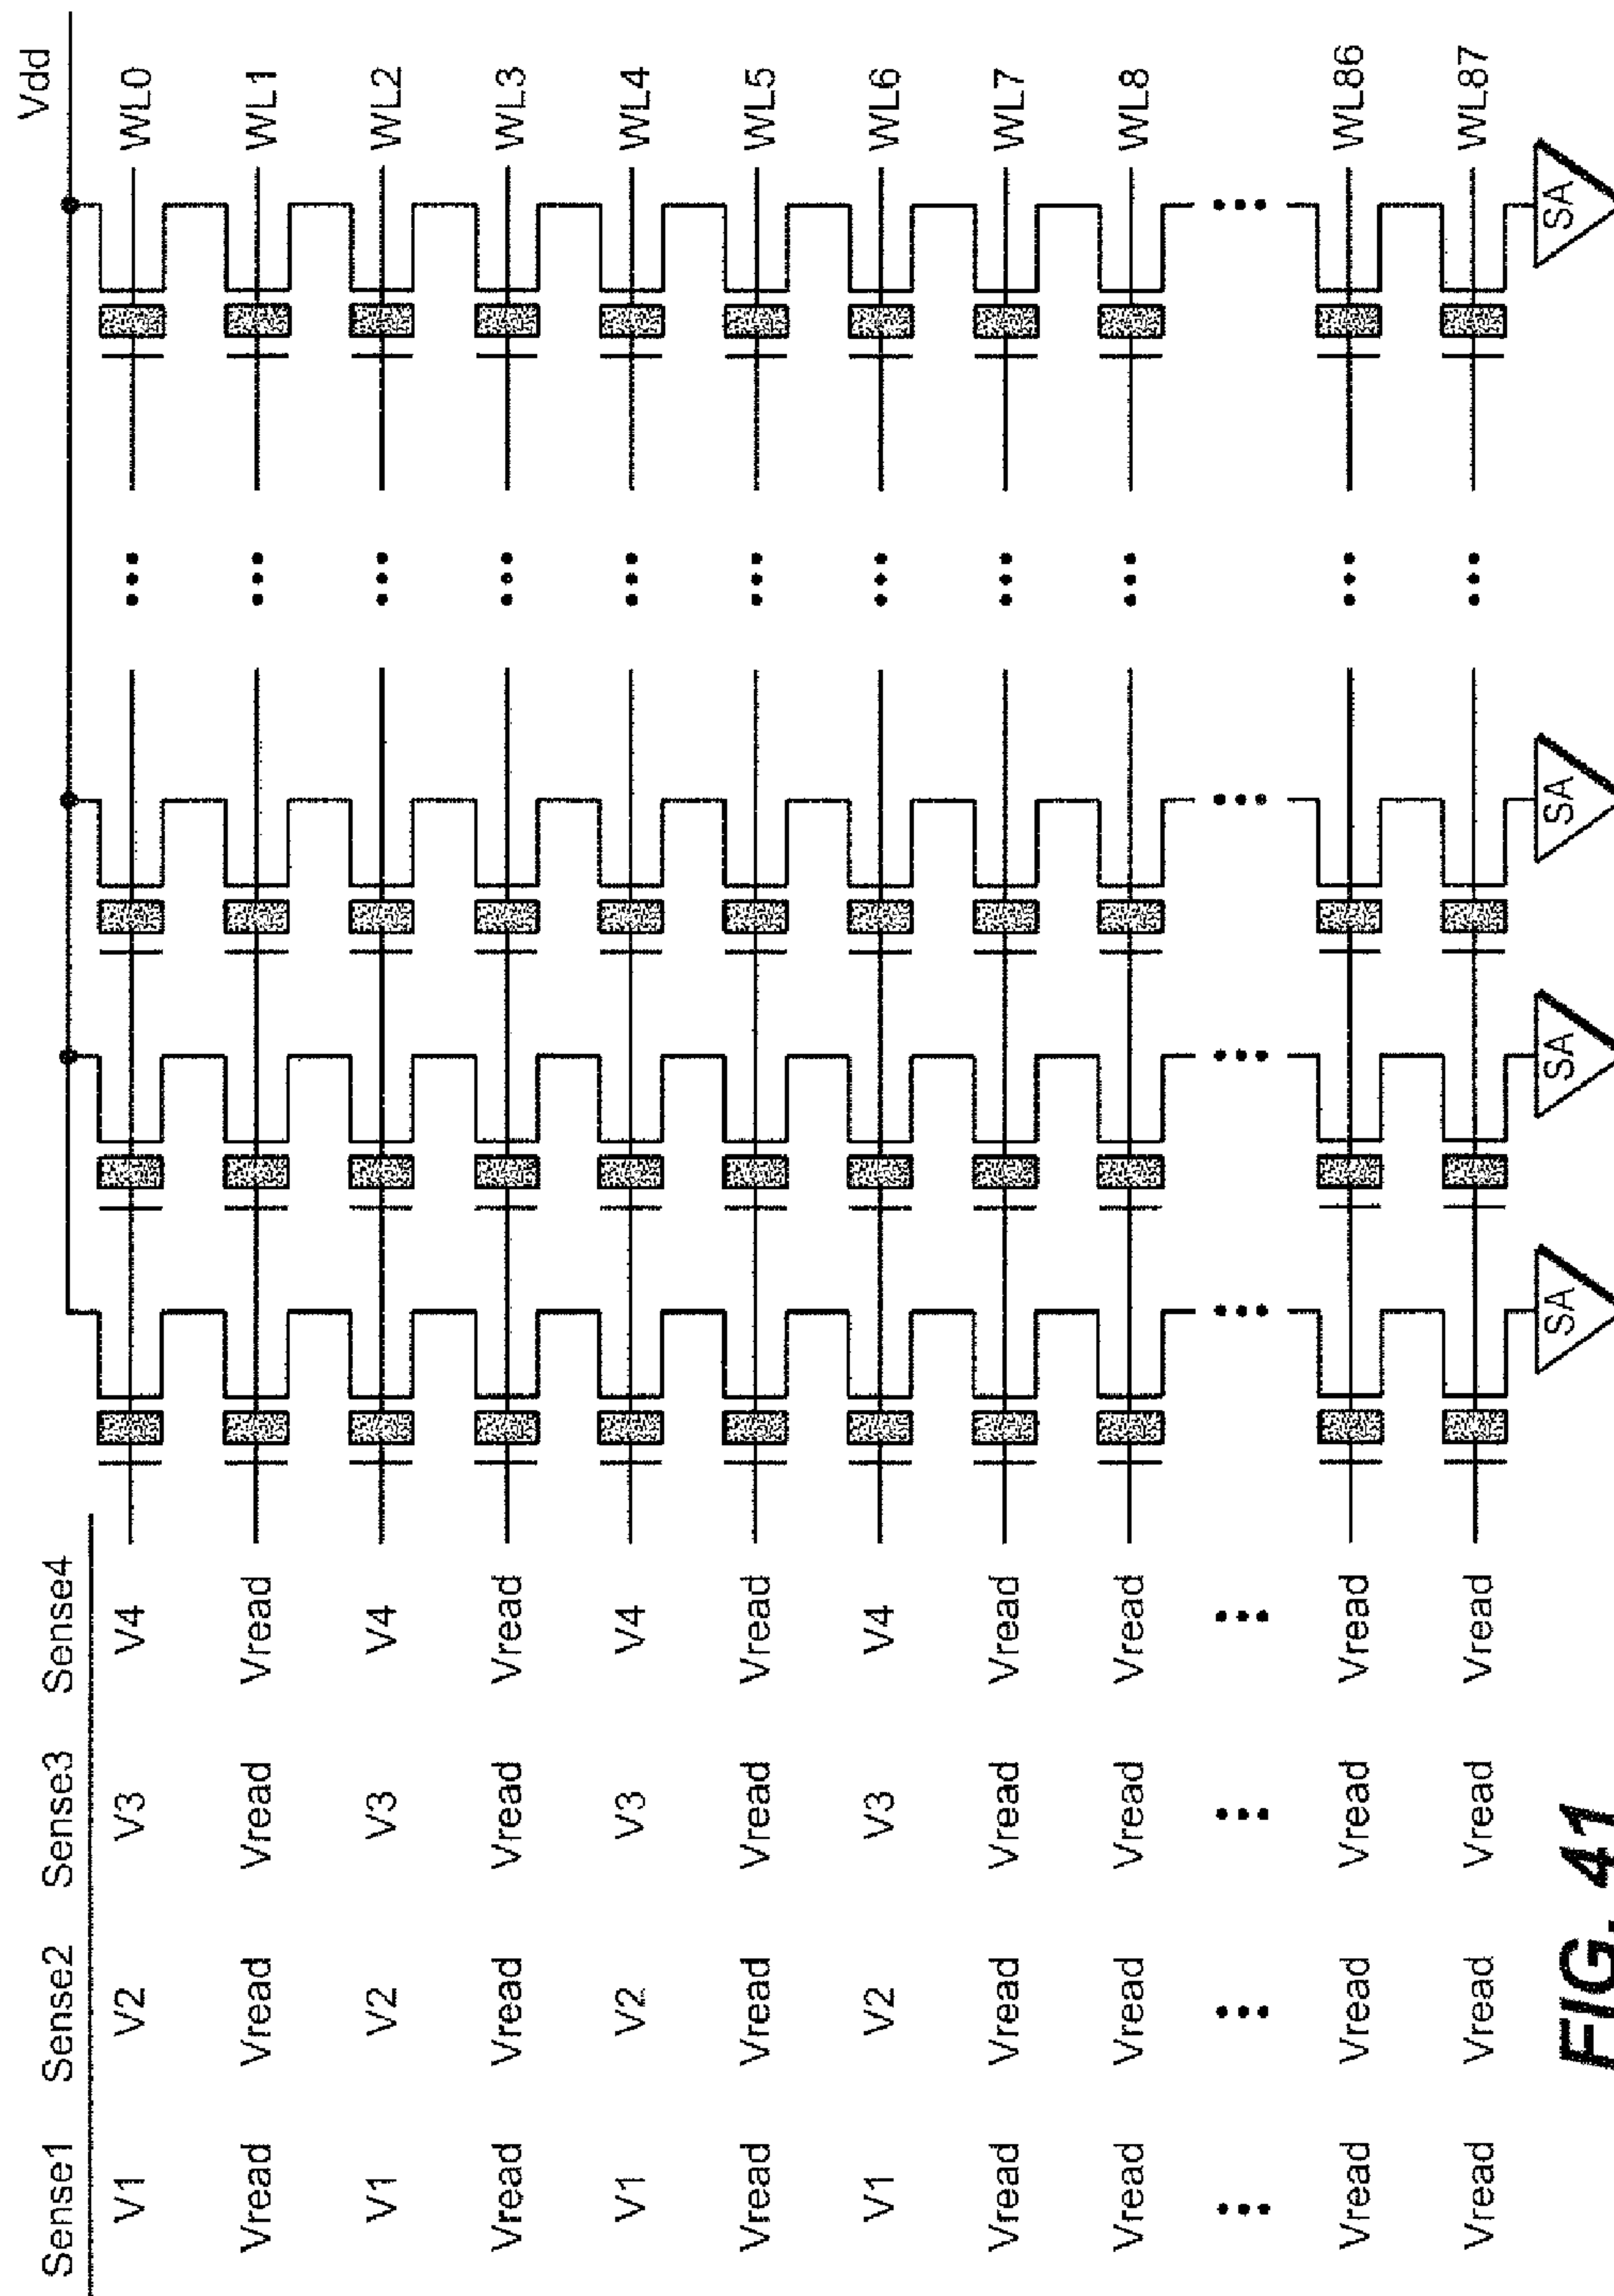 Vdd
Sense1 Sense2 Sense3 Sense4
V1 V2 V3 V4 WL0
Vread Vread Vread Vread WL1
V1 V2 V3 V4 WL2
Vread Vread Vread Vread WL3
V1 V2 V3 V4 WL4
Vread Vread Vread Vread WL5
V1 V2 V3 V4 WL6
Vread Vread Vread Vread WL7
Vread Vread Vread Vread WL8
Vread Vread Vread Vread WL86
Vread Vread Vread Vread WL87
SA SA SA SA
FIG. 41